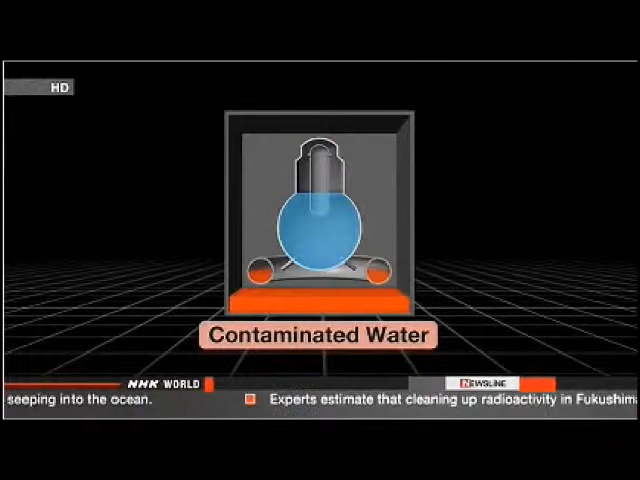 HD
Contaminated Water
NHK WORLD
NEWSLINE
seeping into the ocean.
Experts estimate that cleaning up radioactivity in Fukushima